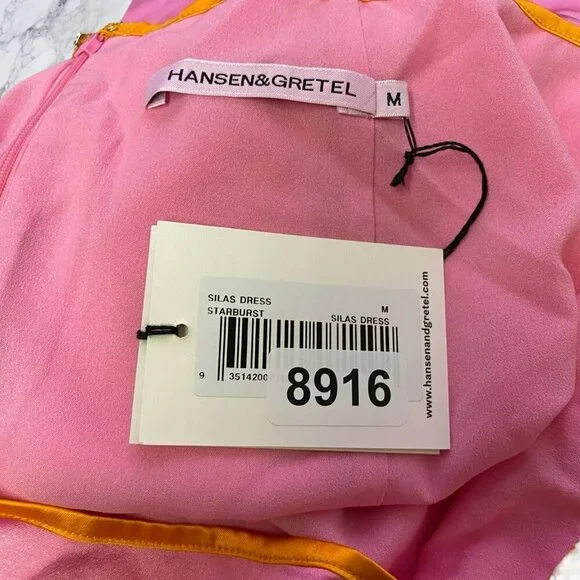 HANSEN&GRETEL
M
SILAS DRESS
STARBURST
M
SILAS DRESS
9 3514200
8916
www.hansenandgretel.com